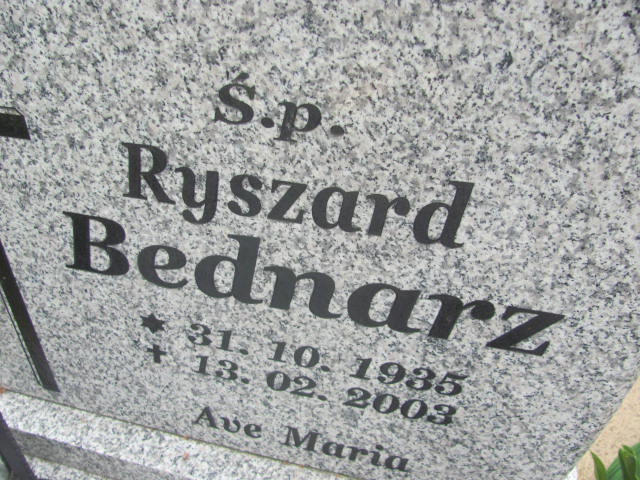 Ś.p.
Ryszard
Bednarz
* 31. 10. 1935
+ 13. 02. 2003
Ave Maria